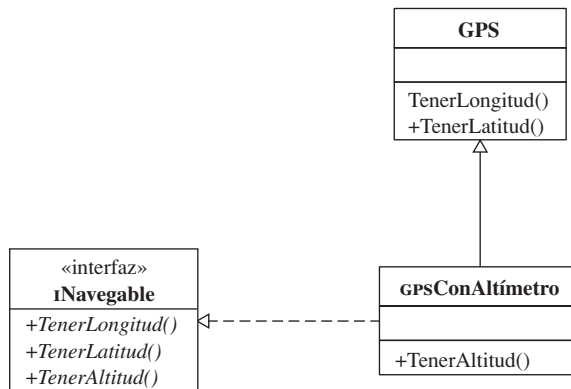 GPS
TenerLongitud()
+TenerLatitud()
«interfaz»
INavegable
+TenerLongitud()
+TenerLatitud()
+TenerAltitud()
GPSConAltímetro
+TenerAltitud()